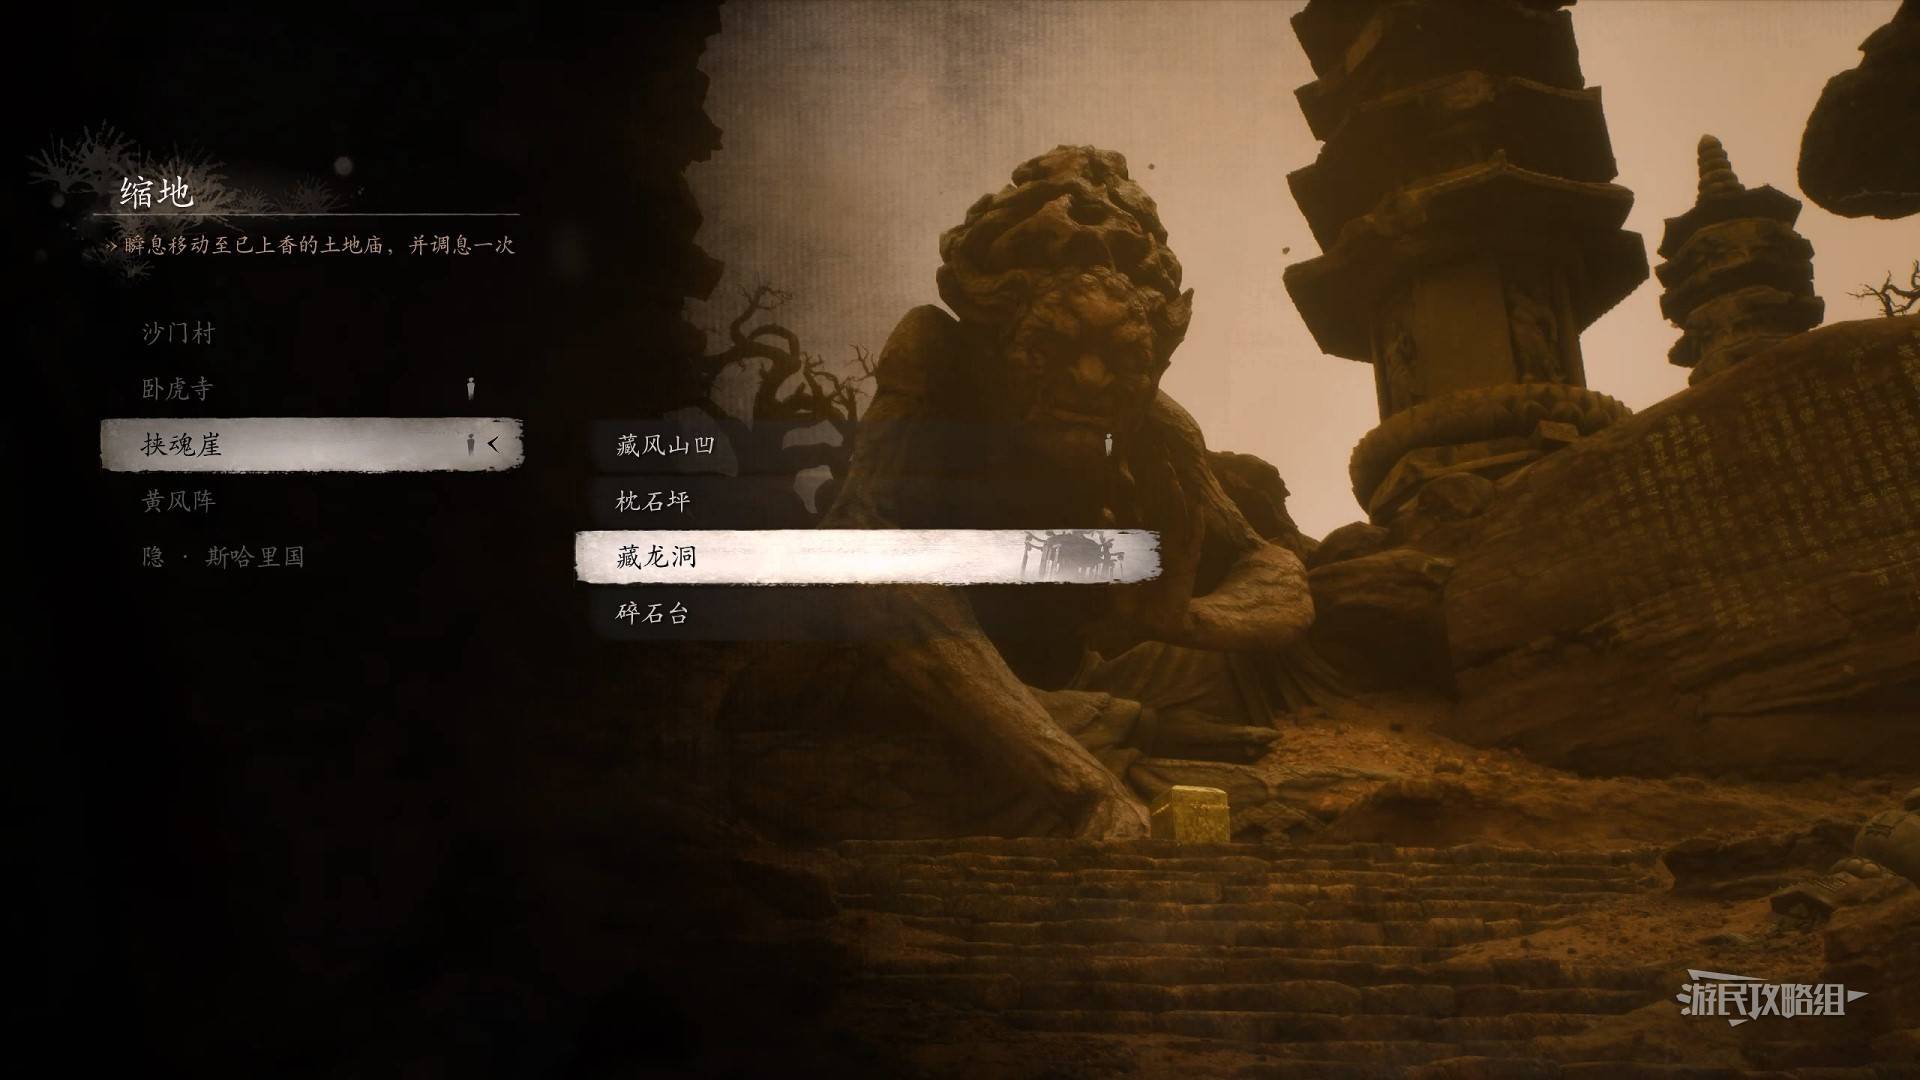 缩地
瞬息移动至已上香的土地庙，并调息一次
沙门村
卧虎寺
挟魂崖
黄风阵
隐 · 斯哈里国
藏风山凹
枕石坪
藏龙洞
碎石台
游民攻略组